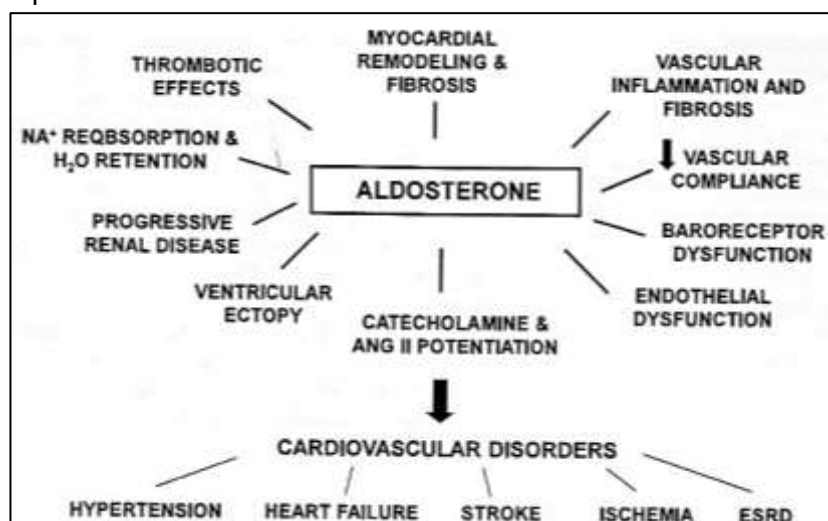 MYOCARDIAL
REMODELING &
FIBROSIS
THROMBOTIC
EFFECTS
VASCULAR
INFLAMMATION AND
FIBROSIS
NA+ REQBSORPTION &
H2O RETENTION
VASCULAR
COMPLIANCE
ALDOSTERONE
PROGRESSIVE
RENAL DISEASE
BARORECEPTOR
DYSFUNCTION
VENTRICULAR
ECTOPY
ENDOTHELIAL
DYSFUNCTION
CATECHOLAMINE &
ANG II POTENTIATION
CARDIOVASCULAR DISORDERS
HYPERTENSION HEART FAILURE STROKE ISCHEMIA ESRD